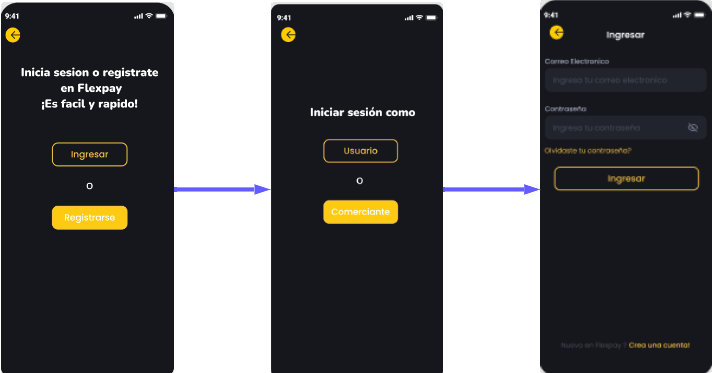 9:41
Inicia sesion o registrate
en Flexpay
¡Es facil y rapido!
Ingresar
O
Registrarse
9:41
Iniciar sesión como
Usuario
O
Comerciante
9:41
Ingresar
Correo Electronico
Ingresa tu correo electronico
Contraseña
Ingresa tu contraseña
Olvidaste tu contraseña?
Ingresar
Nuevo en Flexpay ? Crea una cuenta!